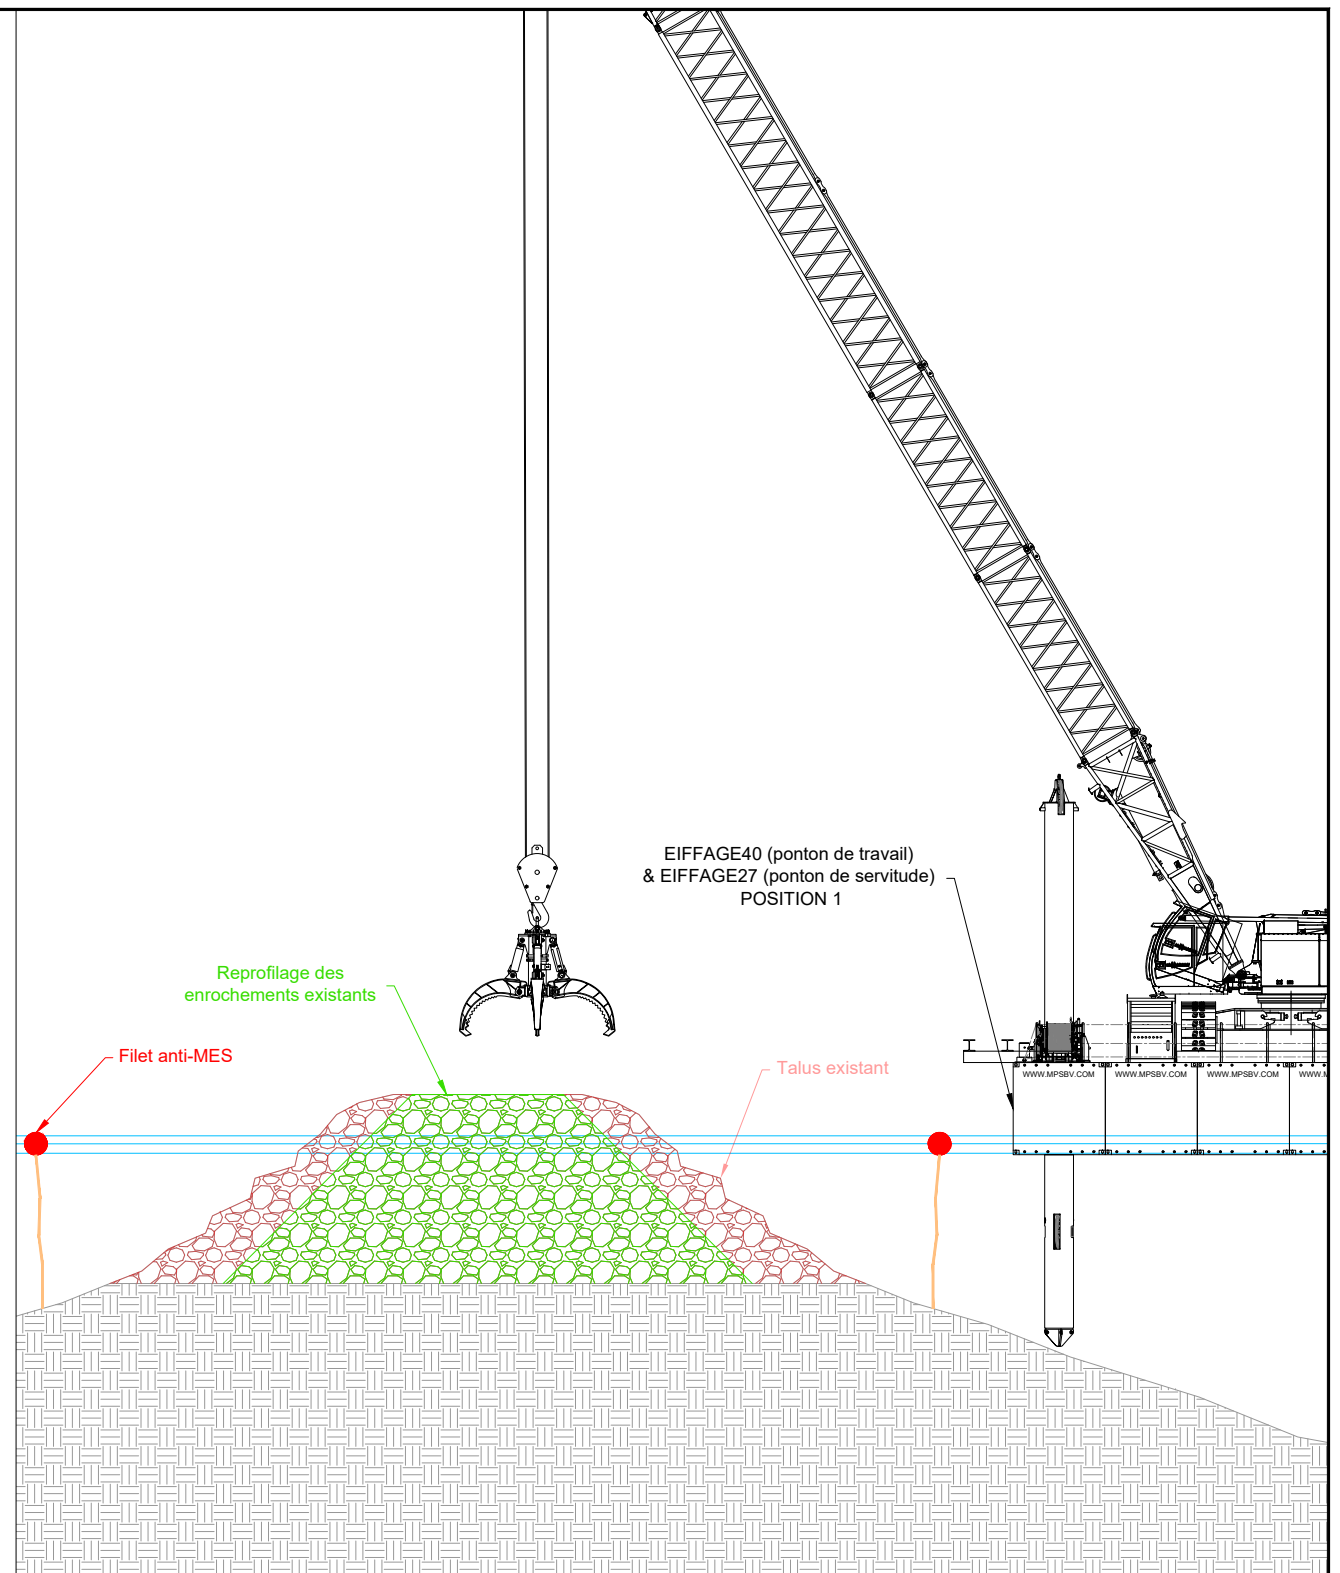 EIFFAGE40 (ponton de travail)
& EIFFAGE27 (ponton de servitude)
POSITION 1
Reprofilage des
enrochements existants
Filet anti-MES
Talus existant
WWW.MPSBV.COM
WWW.MPSBV.COM
WWW.MPSBV.COM
WWW.M